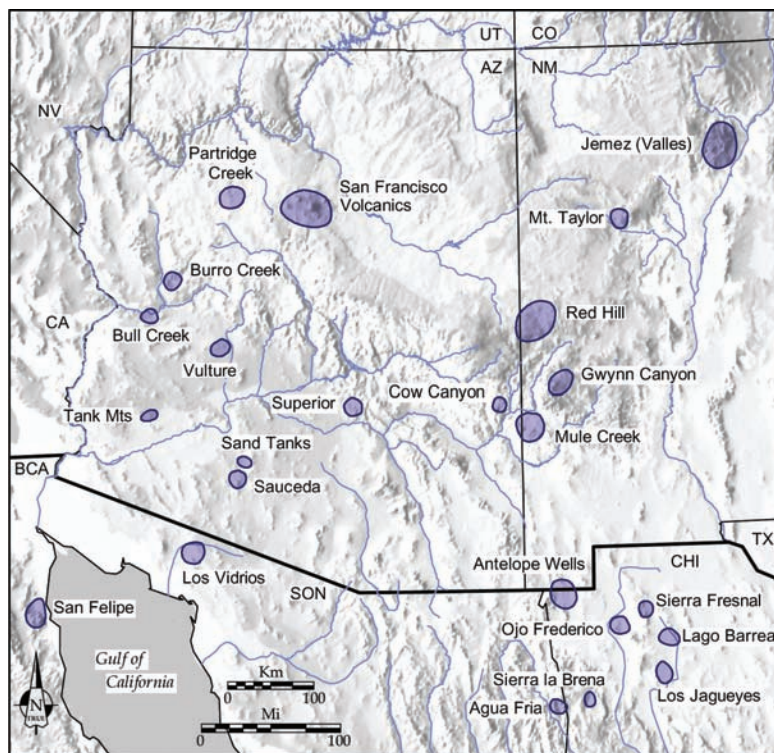 UT
CO
AZ
NM
NV
Jemez (Valles)
Partridge
Creek
San Francisco
Volcanics
Mt. Taylor
Burro Creek
CA
Bull Creek
Red Hill
Vulture
Gwynn Canyon
Cow Canyon
Superior
Tank Mts
Mule Creek
Sand Tanks
BCA
Sauceda
TX
Antelope Wells
CHI
Los Vidrios
SON
Sierra Fresnal
San Felipe
Ojo Frederico
Lago Barrea
Gulf of
California
Km
0
100
Sierra la Brena
Los Jagueyes
Agua Fria
N
TRUE
Mi
0
100